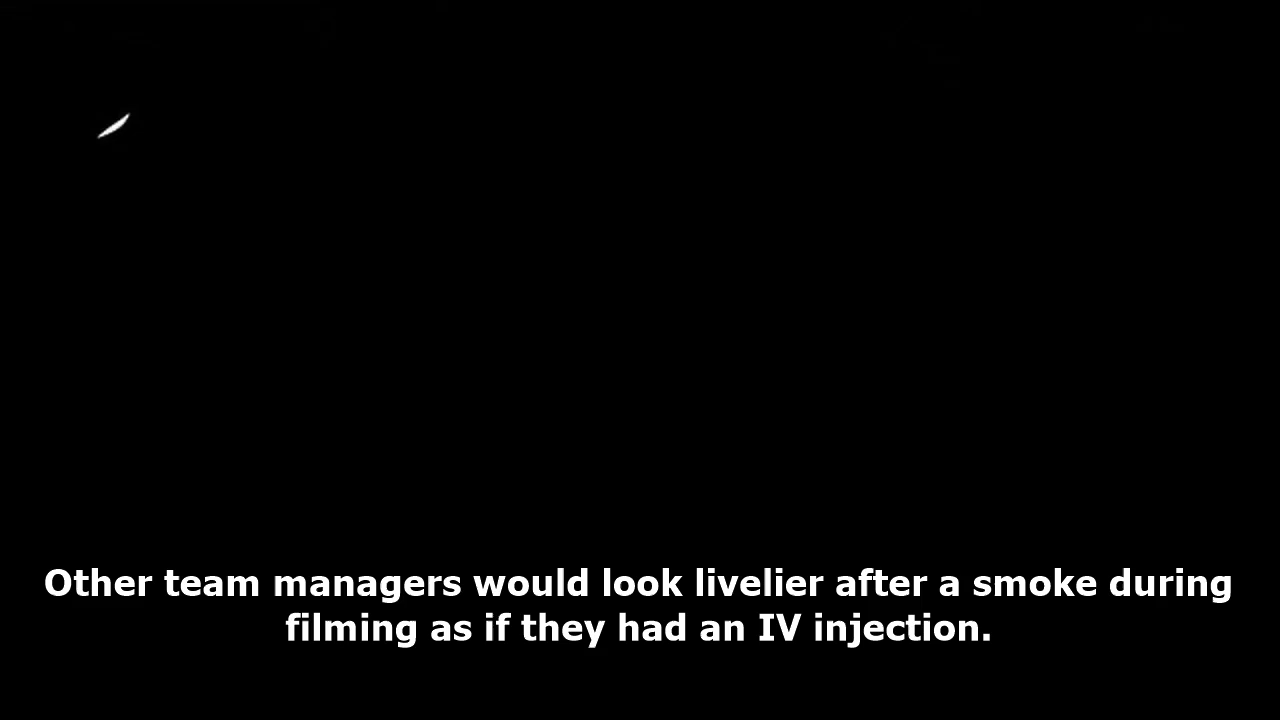 Other team managers would look livelier after a smoke during
filming as if they had an IV injection.